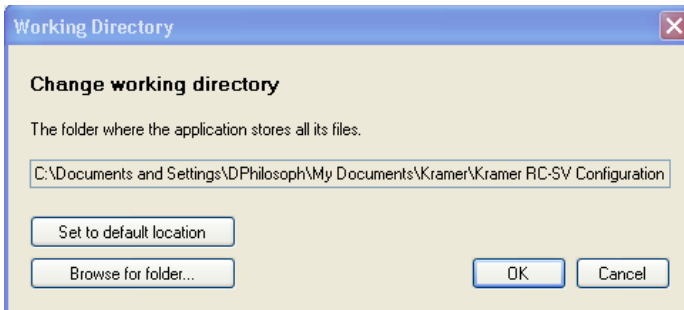 Working Directory
Change working directory
The folder where the application stores all its files.
C:\Documents and Settings\DPhilosoph\My Documents\Kramer\Kramer RC-SV Configuration
Set to default location
Browse for folder... OK Cancel